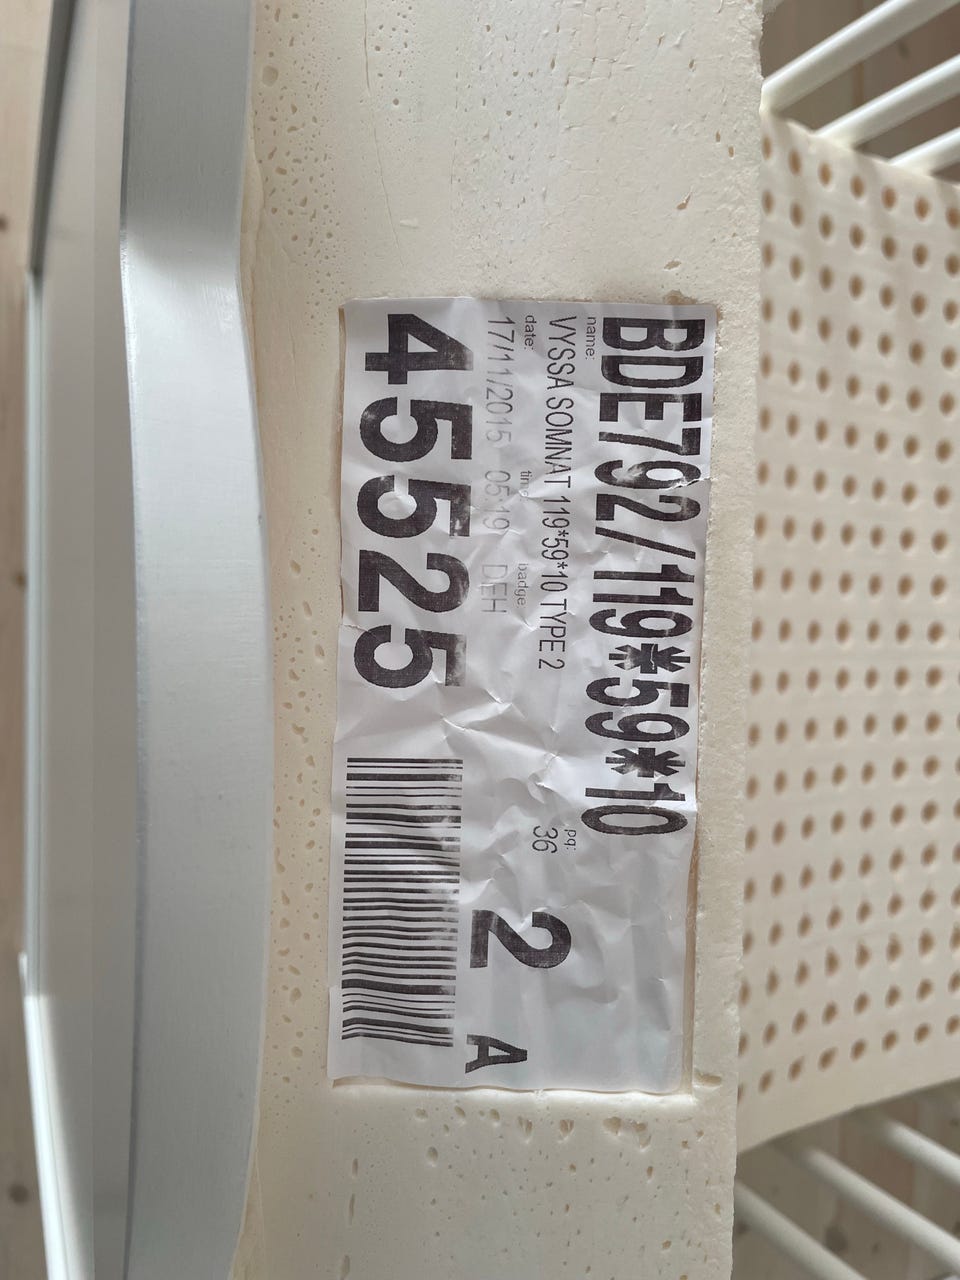 BDE792/119*59*10
name: pq:
VYSSA SOMNAT 119*59*10 TYPE 2 36
date: time badge
17/11/2015 05:19 DEH
2 A
45525